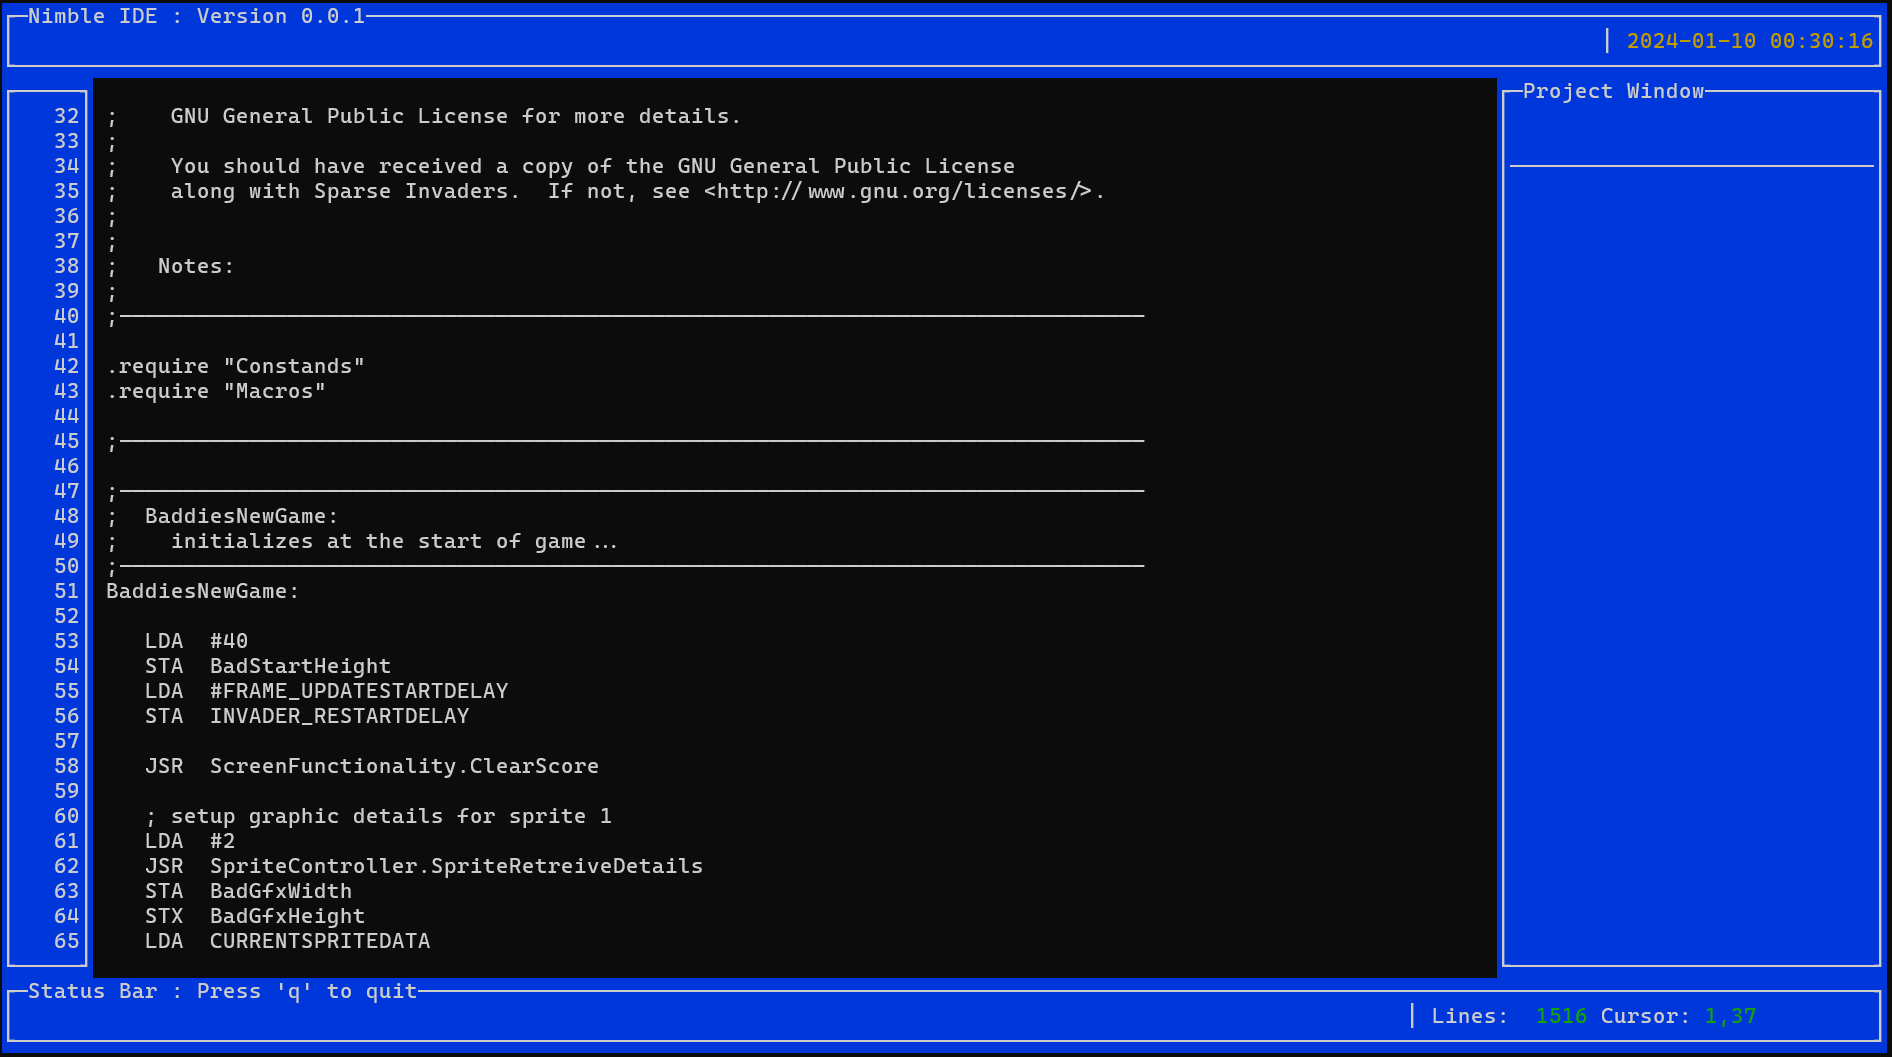 Nimble IDE : Version 0.0.1
2024-01-10 00:30:16
Project Window
32 ;    GNU General Public License for more details.
33 ;
34 ;    You should have received a copy of the GNU General Public License
35 ;    along with Sparse Invaders.  If not, see <http://www.gnu.org/licenses/>.
36 ;
37 ;
38 ;   Notes:
39 ;
40 ;
41
42 .require "Constands"
43 .require "Macros"
44
45 ;
46
47 ;
48 ;  BaddiesNewGame:
49 ;    initializes at the start of game...
50 ;
51 BaddiesNewGame:
52
53    LDA  #40
54    STA  BadStartHeight
55    LDA  #FRAME_UPDATESTARTDELAY
56    STA  INVADER_RESTARTDELAY
57
58    JSR  ScreenFunctionality.ClearScore
59
60    ; setup graphic details for sprite 1
61    LDA  #2
62    JSR  SpriteController.SpriteRetreiveDetails
63    STA  BadGfxWidth
64    STX  BadGfxHeight
65    LDA  CURRENTSPRITEDATA
Status Bar : Press 'q' to quit
Lines:  1516 Cursor: 1,37